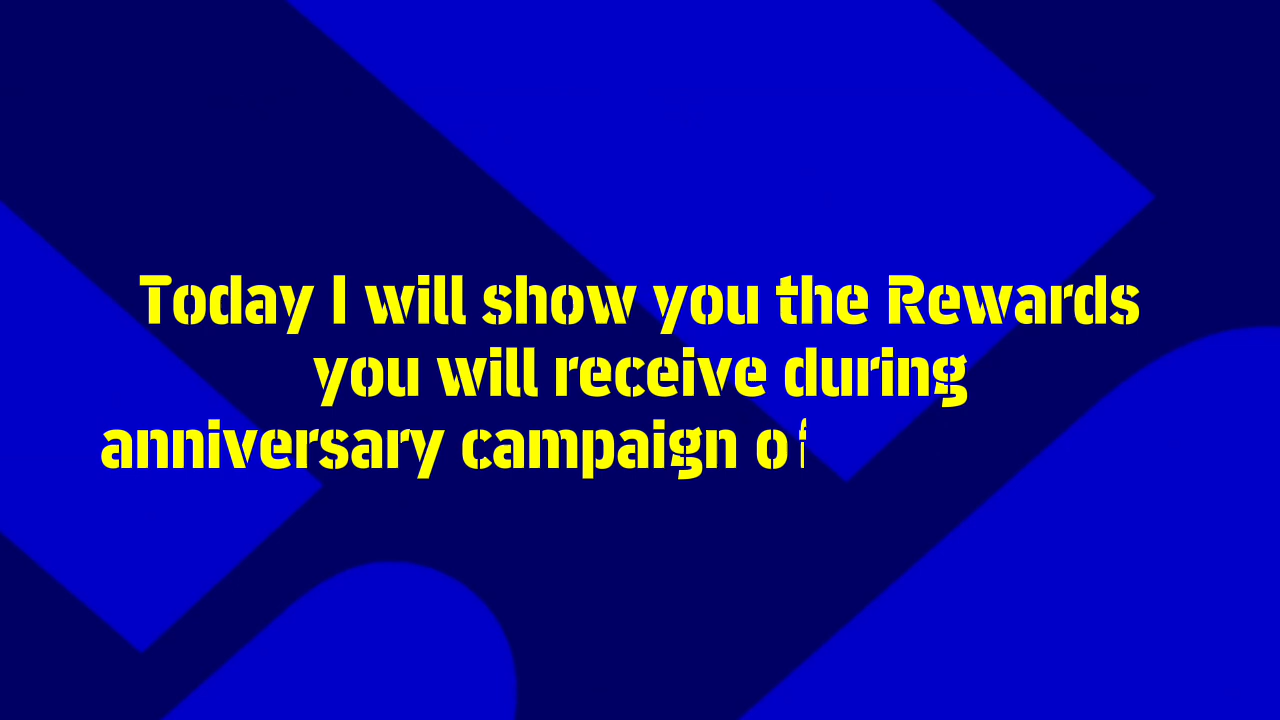 Today I will show you the Rewards
you will receive during
anniversary campaign of